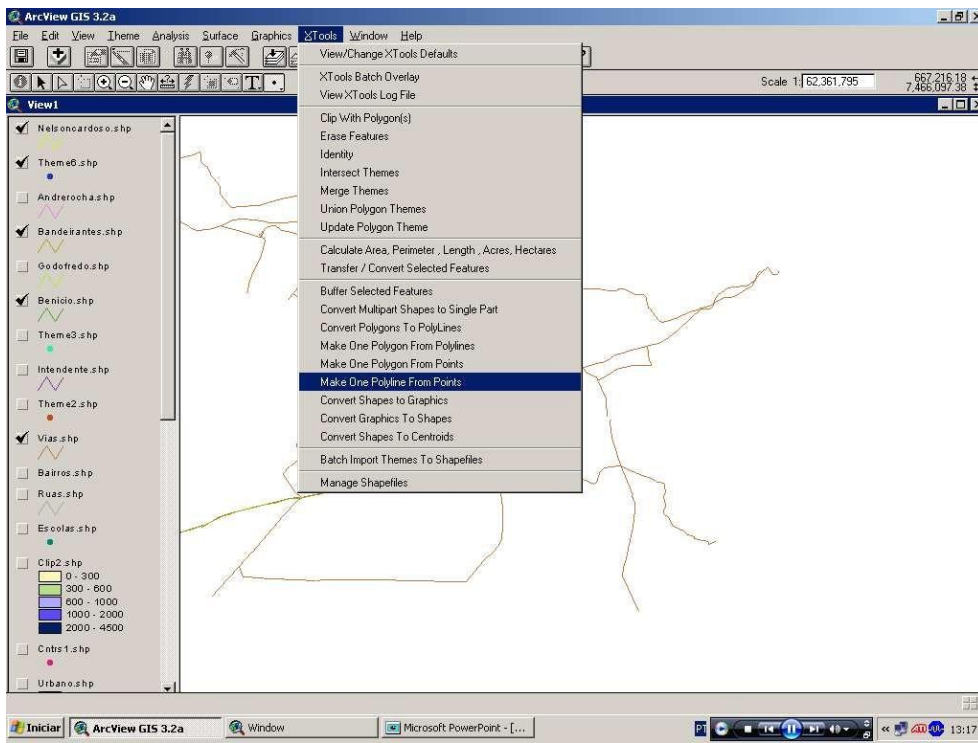 ArcView GIS 3.2a
File Edit View Theme Analysis Surface Graphics XTools Window Help
Scale 1: 62,361,795
667,216.18
7,466,097.38
View1
Nelsoncardoso.shp
Theme6.shp
Andrerocha.shp
Bandeirantes.shp
Godofredo.shp
Benicio.shp
Theme3.shp
Intendente.shp
Theme2.shp
Vias.shp
Bairros.shp
Ruas.shp
Escolas.shp
Clip2.shp
0 - 300
300 - 600
600 - 1000
1000 - 2000
2000 - 4500
Cntrs1.shp
Urbano.shp
View/Change XTools Defaults
XTools Batch Overlay
View XTools Log File
Clip With Polygon(s)
Erase Features
Identity
Intersect Themes
Merge Themes
Union Polygon Themes
Update Polygon Theme
Calculate Area, Perimeter , Length , Acres, Hectares
Transfer / Convert Selected Features
Buffer Selected Features
Convert Multipart Shapes to Single Part
Convert Polygons To PolyLines
Make One Polygon From Polylines
Make One Polygon From Points
Make One Polyline From Points
Convert Shapes to Graphics
Convert Graphics To Shapes
Convert Shapes To Centroids
Batch Import Themes To Shapefiles
Manage Shapefiles
Iniciar ArcView GIS 3.2a Window Microsoft PowerPoint - [... PT 13:17